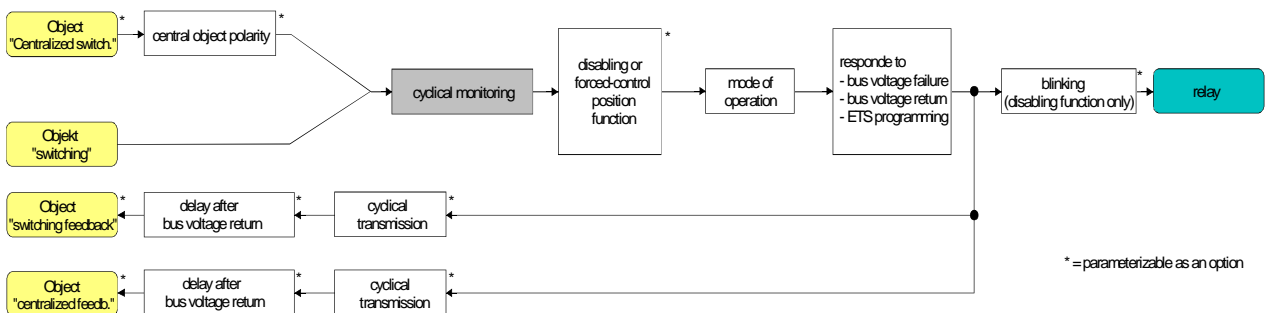 Object
"Centralized switch."
*
central object polarity
*
Objekt
"switching"
cyclical monitoring
disabling or
forced-control
position
function
*
mode of
operation
responde to
- bus voltage failure
- bus voltage return
- ETS programming
blinking
(disabling function only)
*
relay
Object
"switching feedback"
*
delay after
bus voltage return
*
cyclical
transmission
*
Object
"centralized feedb."
*
delay after
bus voltage return
*
cyclical
transmission
*
* = parameterizable as an option